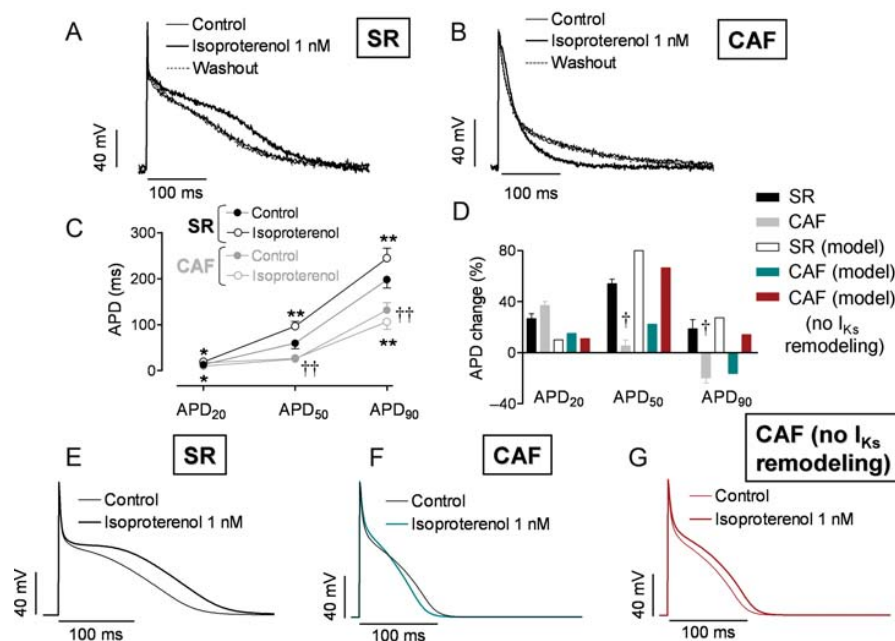 A
Control
Isoproterenol 1 nM
Washout
SR
40 mV
100 ms
B
Control
Isoproterenol 1 nM
Washout
CAF
40 mV
100 ms
C
SR
Control
Isoproterenol
CAF
Control
Isoproterenol
APD (ms)
300
200
100
0
*
*
**
††
**
††
**
APD20
APD50
APD90
D
SR
CAF
SR (model)
CAF (model)
CAF (model)
(no IKs
remodeling)
APD change (%)
80
40
0
–40
†
†
APD20
APD50
APD90
E
SR
Control
Isoproterenol 1 nM
40 mV
100 ms
F
CAF
Control
Isoproterenol 1 nM
40 mV
100 ms
G
CAF (no IKs
remodeling)
Control
Isoproterenol 1 nM
40 mV
100 ms